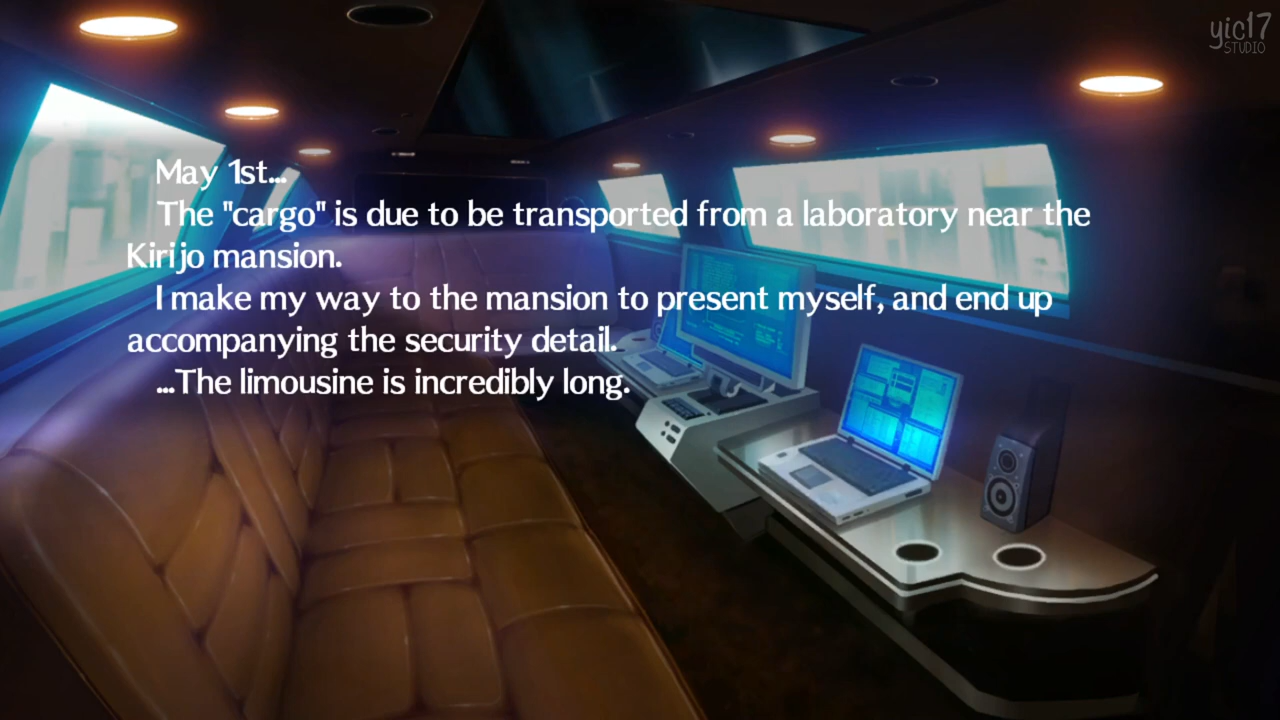 yic17
STUDIO
May 1st...
The "cargo" is due to be transported from a laboratory near the
Kirijo mansion.
I make my way to the mansion to present myself, and end up
accompanying the security detail.
...The limousine is incredibly long.